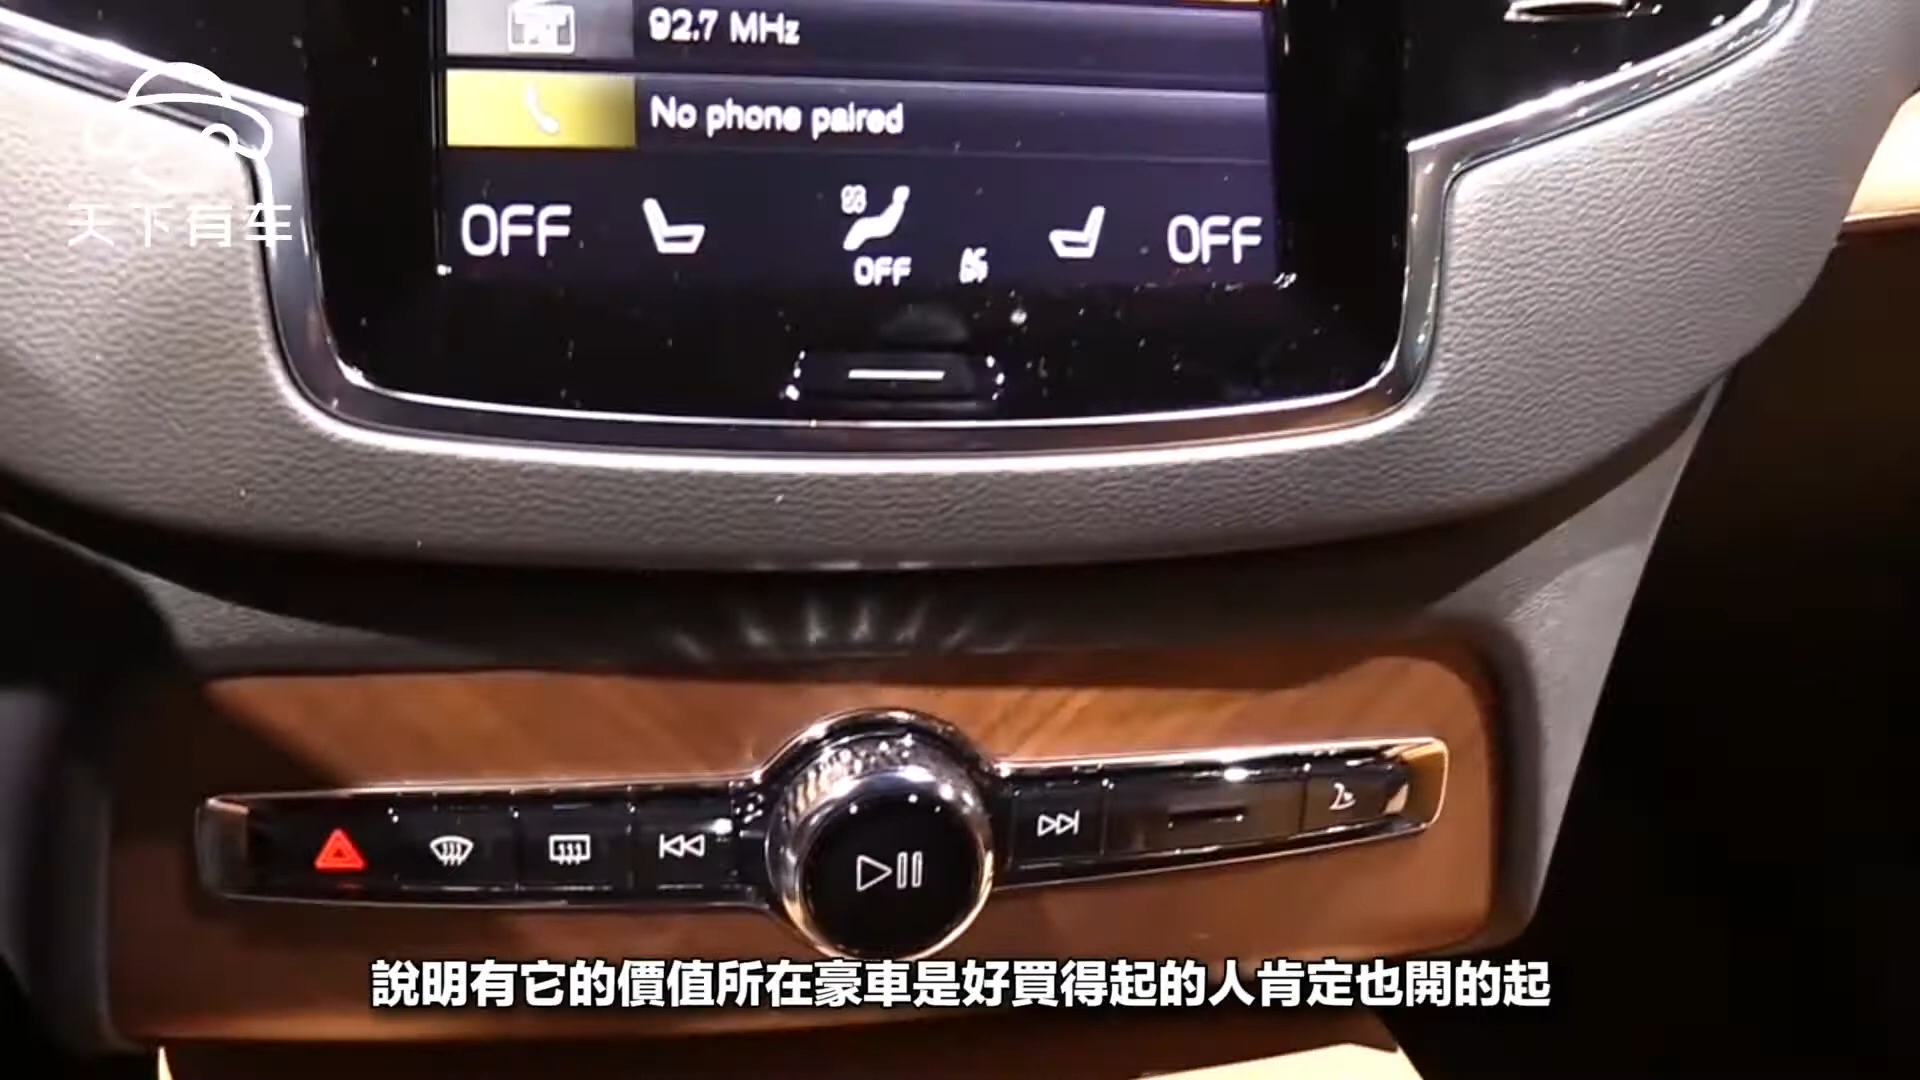 92.7 MHz
No phone paired
天下有车
OFF
OFF
OFF
說明有它的價值所在豪車是好買得起的人肯定也開的起